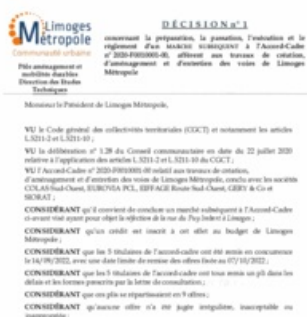 Limoges
Métropole
Communauté urbaine
Pôle aménagement et
mobilités durables
Direction des Etudes
Techniques
DÉCISION n° 1
concernant la préparation, la passation, l'exécution et le
règlement d'un MARCHE SUBSEQUENT à l'Accord-Cadre
n° 2020-F0010001-00, afférent aux travaux de création,
d'aménagement et d'entretien des voies de Limoges
Métropole
Monsieur le Président de Limoges Métropole,
VU le Code général des collectivités territoriales (CGCT) et notamment les articles
L.5211-2 et L.5211-10 ;
VU la délibération n° 1.28 du Conseil communautaire en date du 22 juillet 2020
relative à l'application des articles L.5211-2 et L.5211-10 du CGCT ;
VU l'Accord-Cadre n° 2020-F0010001-00 relatif aux travaux de création,
d'aménagement et d'entretien des voies de Limoges Métropole, conclu avec les sociétés
COLAS Sud-Ouest, EUROVIA PCL, EIFFAGE Route Sud-Ouest, GERY & Co et
SIORAT ;
CONSIDÉRANT qu'il convient de conclure un marché subséquent à l'Accord-Cadre
ci-avant visé ayant pour objet la réfection de la rue du Puy Imbert à Limoges ;
CONSIDÉRANT qu'un crédit est inscrit à cet effet au budget de Limoges
Métropole ;
CONSIDÉRANT que les 5 titulaires de l'accord-cadre ont été remis en concurrence
le 14/09/2022, avec une date limite de remise des offres fixée au 07/10/2022 ;
CONSIDÉRANT que les 5 titulaires de l'accord-cadre ont tous remis un pli dans les
délais et les formes prescrits par la lettre de consultation ;
CONSIDÉRANT que ces plis se répartissaient en 9 offres ;
CONSIDÉRANT qu'aucune offre n'a été jugée irrégulière, inacceptable ou